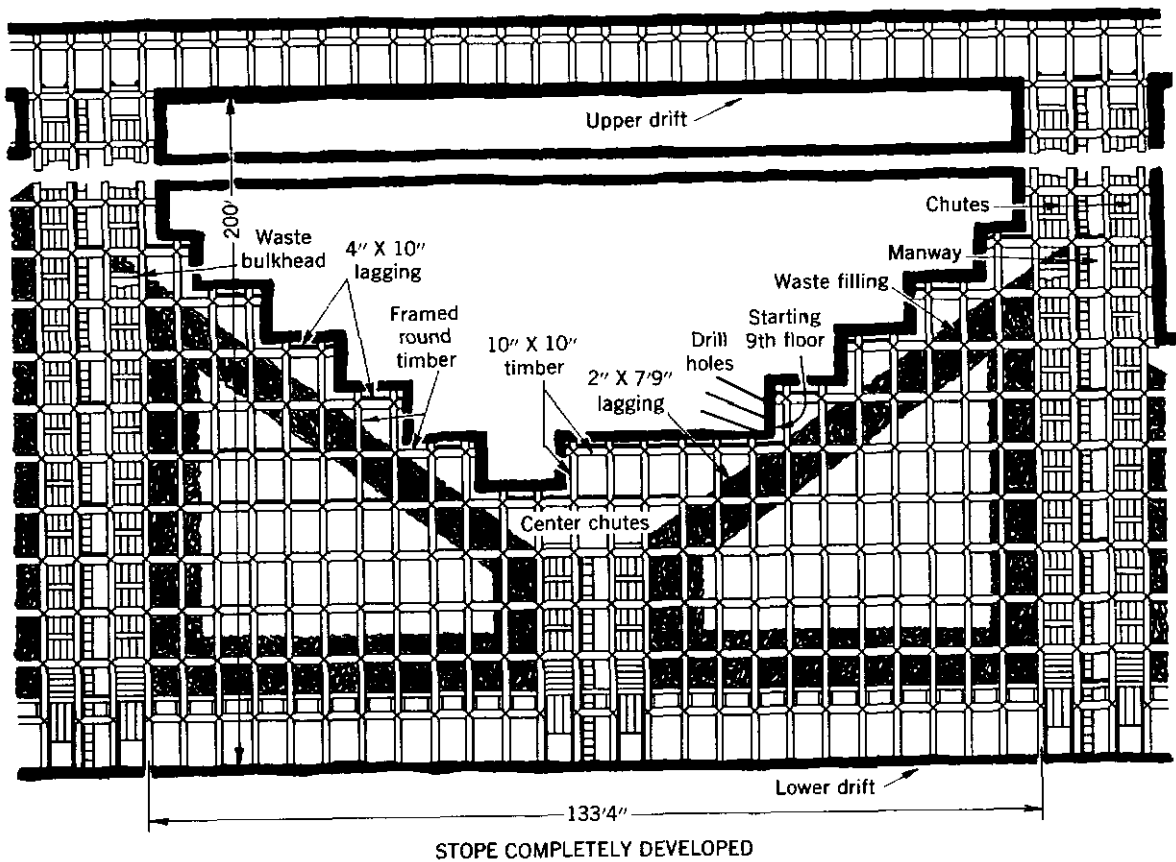 Upper drift
200'
Chutes
Waste
bulkhead
4" X 10"
lagging
Manway
Waste filling
Framed
round
timber
10" X 10"
timber
Drill
holes
Starting
9th floor
2" X 7'9"
lagging
Center chutes
Lower drift
133'4"
STOPE COMPLETELY DEVELOPED